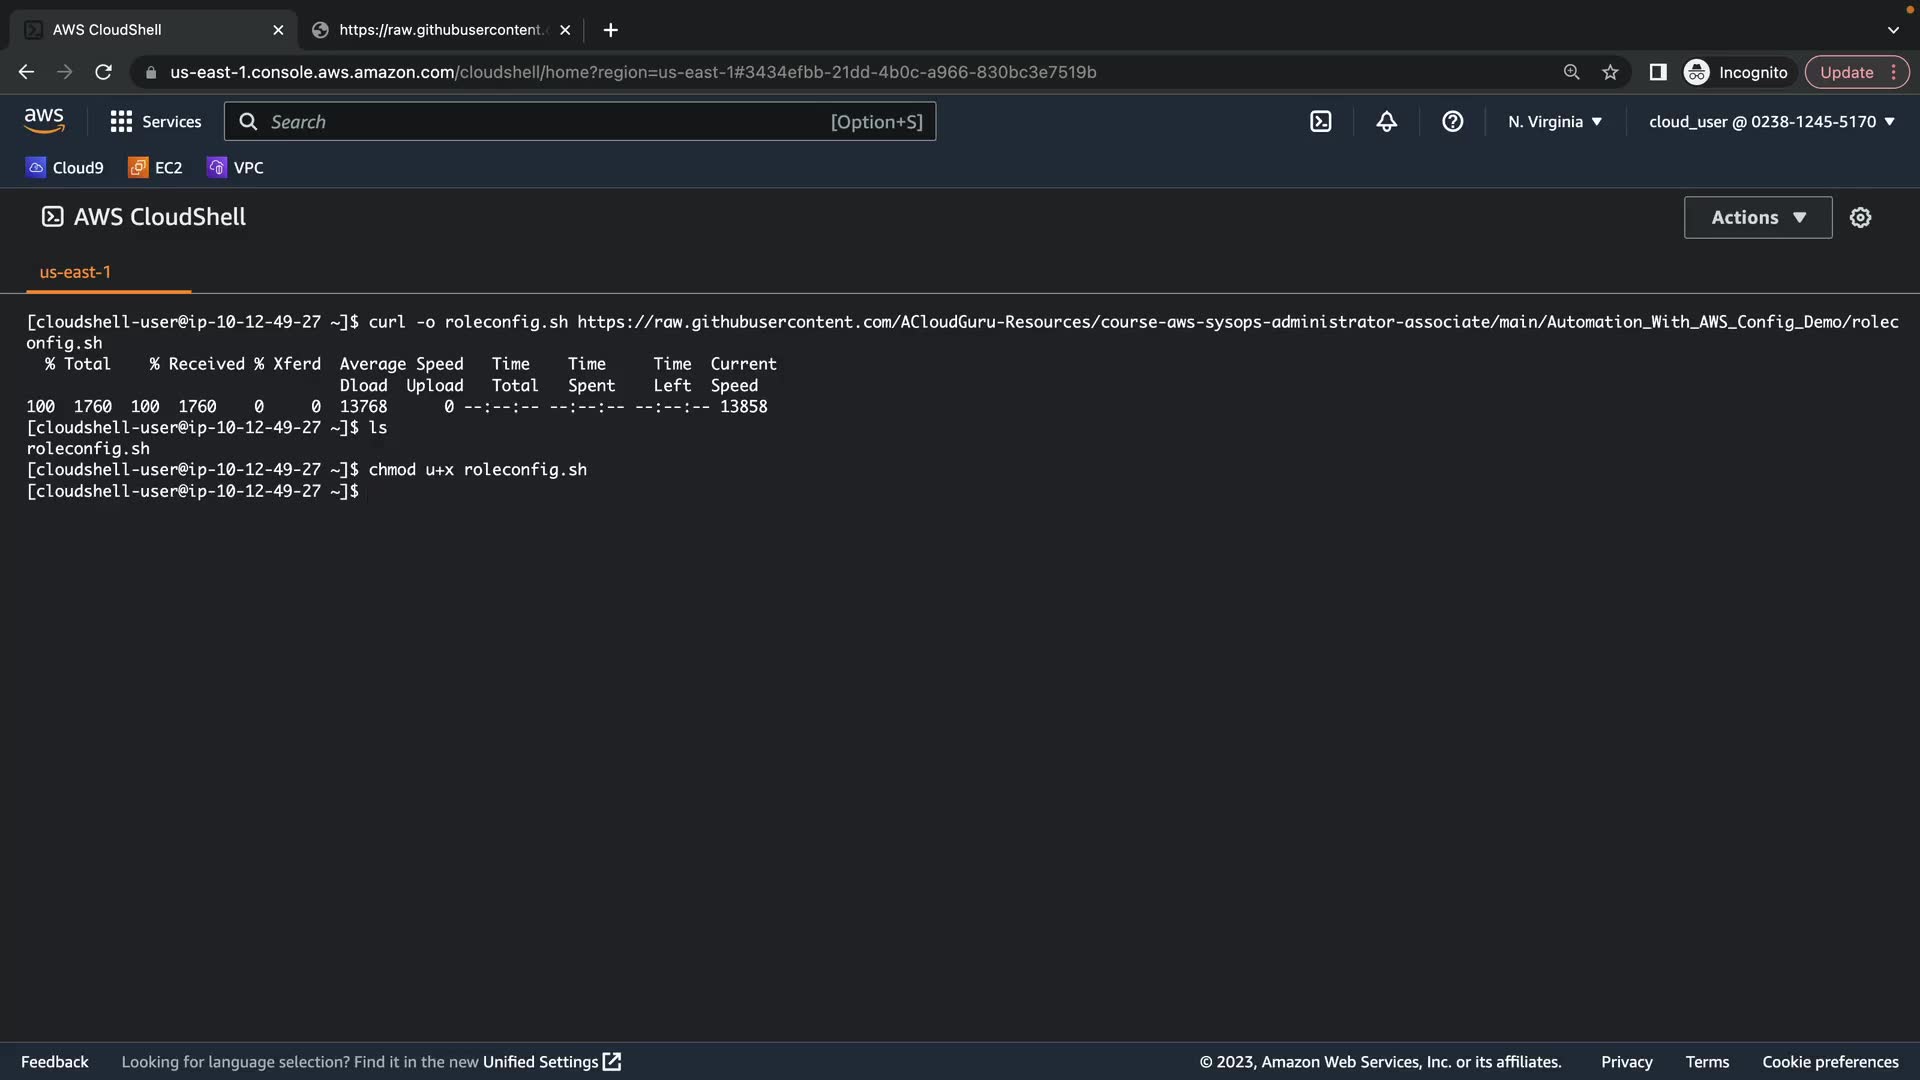 AWS CloudShell
https://raw.githubusercontent.
us-east-1.console.aws.amazon.com/cloudshell/home?region=us-east-1#3434efbb-21dd-4b0c-a966-830bc3e7519b
Incognito
Update
aws
Services
Search
[Option+S]
N. Virginia
cloud_user @ 0238-1245-5170
Cloud9
EC2
VPC
AWS CloudShell
Actions
us-east-1
[cloudshell-user@ip-10-12-49-27 ~]$ curl -o roleconfig.sh https://raw.githubusercontent.com/ACloudGuru-Resources/course-aws-sysops-administrator-associate/main/Automation_With_AWS_Config_Demo/rolec
onfig.sh
% Total % Received % Xferd Average Speed Time Time Time Current
Dload Upload Total Spent Left Speed
100 1760 100 1760 0 0 13768 0 --:--:-- --:--:-- --:--:-- 13858
[cloudshell-user@ip-10-12-49-27 ~]$ ls
roleconfig.sh
[cloudshell-user@ip-10-12-49-27 ~]$ chmod u+x roleconfig.sh
[cloudshell-user@ip-10-12-49-27 ~]$
Feedback
Looking for language selection? Find it in the new Unified Settings
© 2023, Amazon Web Services, Inc. or its affiliates.
Privacy
Terms
Cookie preferences